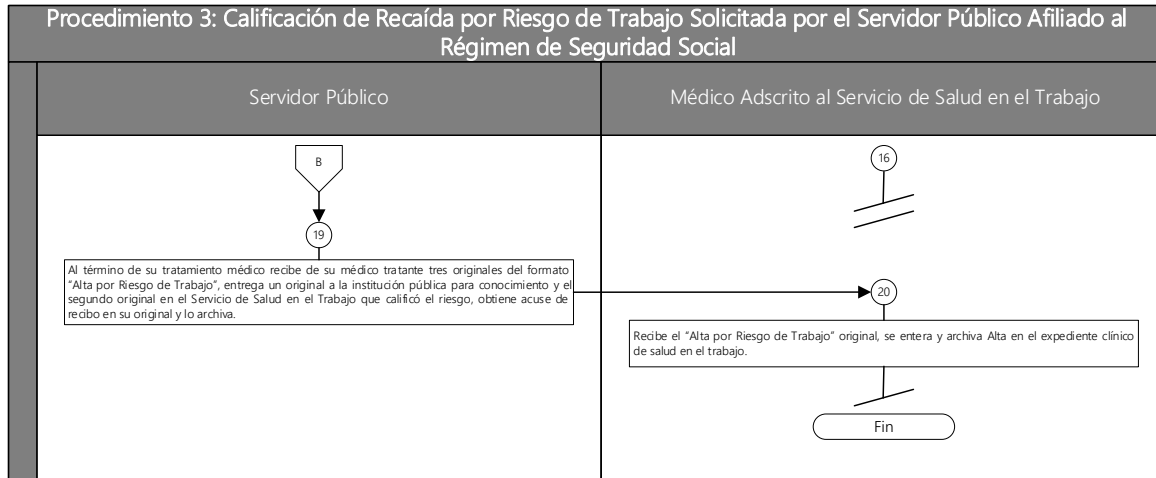 Procedimiento 3: Calificación de Recaída por Riesgo de Trabajo Solicitada por el Servidor Público Afiliado al
Régimen de Seguridad Social
Servidor Público
Médico Adscrito al Servicio de Salud en el Trabajo
B
16
19
Al término de su tratamiento médico recibe de su médico tratante tres originales del formato
“Alta por Riesgo de Trabajo”, entrega un original a la institución pública para conocimiento y el
segundo original en el Servicio de Salud en el Trabajo que calificó el riesgo, obtiene acuse de
recibo en su original y lo archiva.
20
Recibe el “Alta por Riesgo de Trabajo” original, se entera y archiva Alta en el expediente clínico
de salud en el trabajo.
Fin